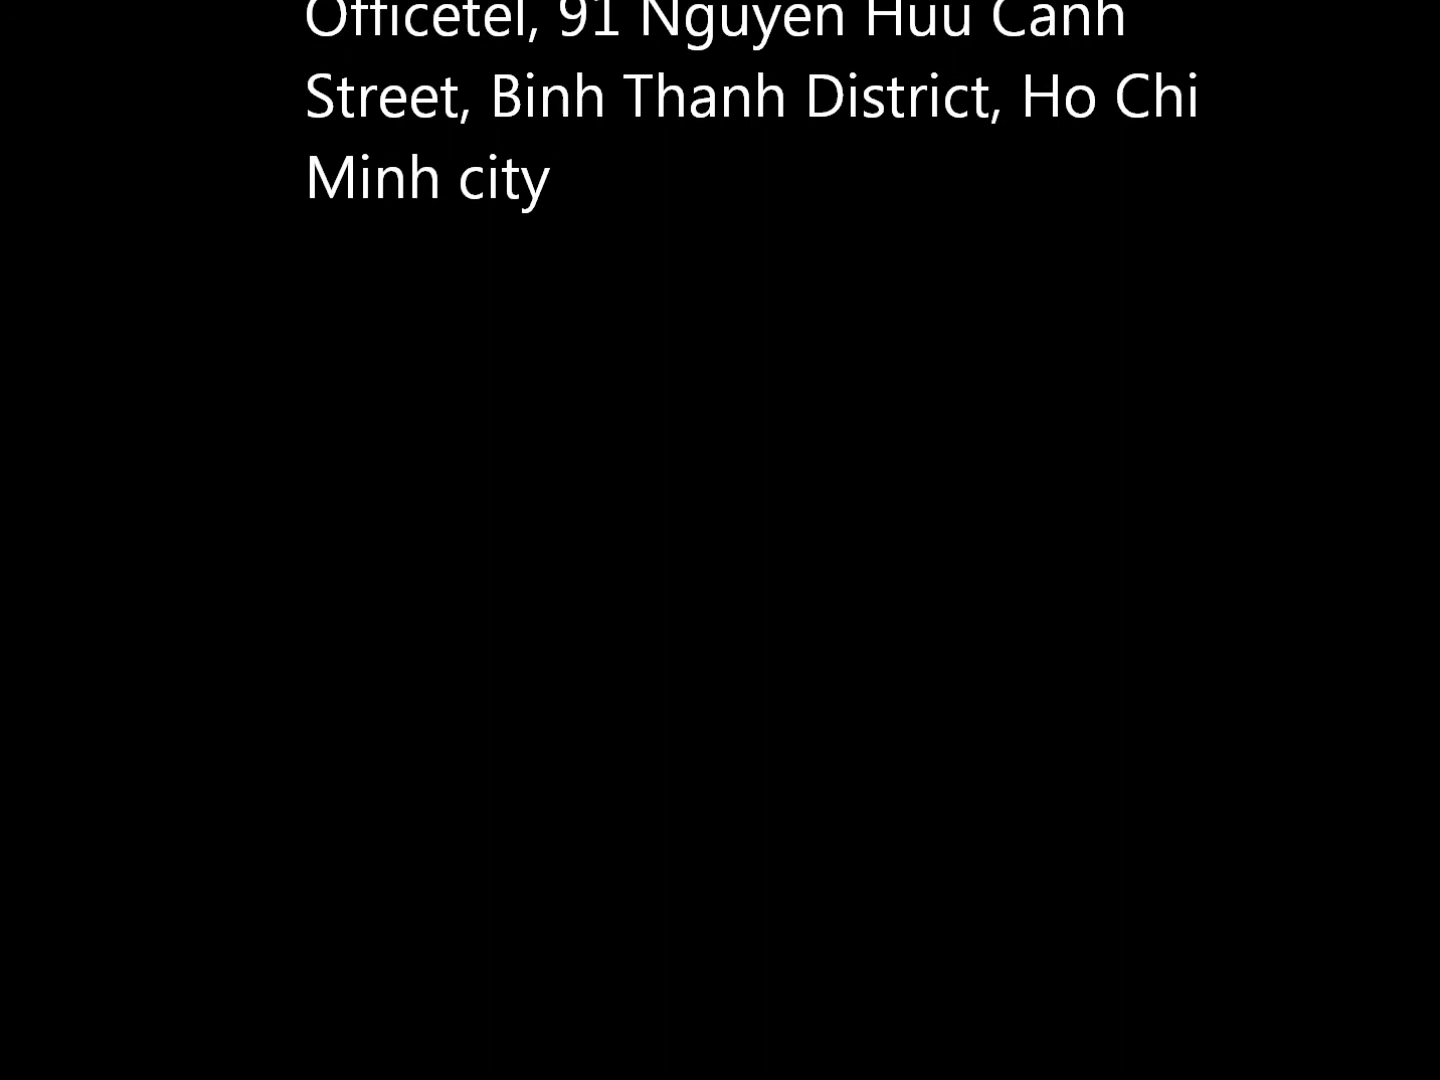 Officetel, 91 Nguyen Huu Canh
Street, Binh Thanh District, Ho Chi
Minh city